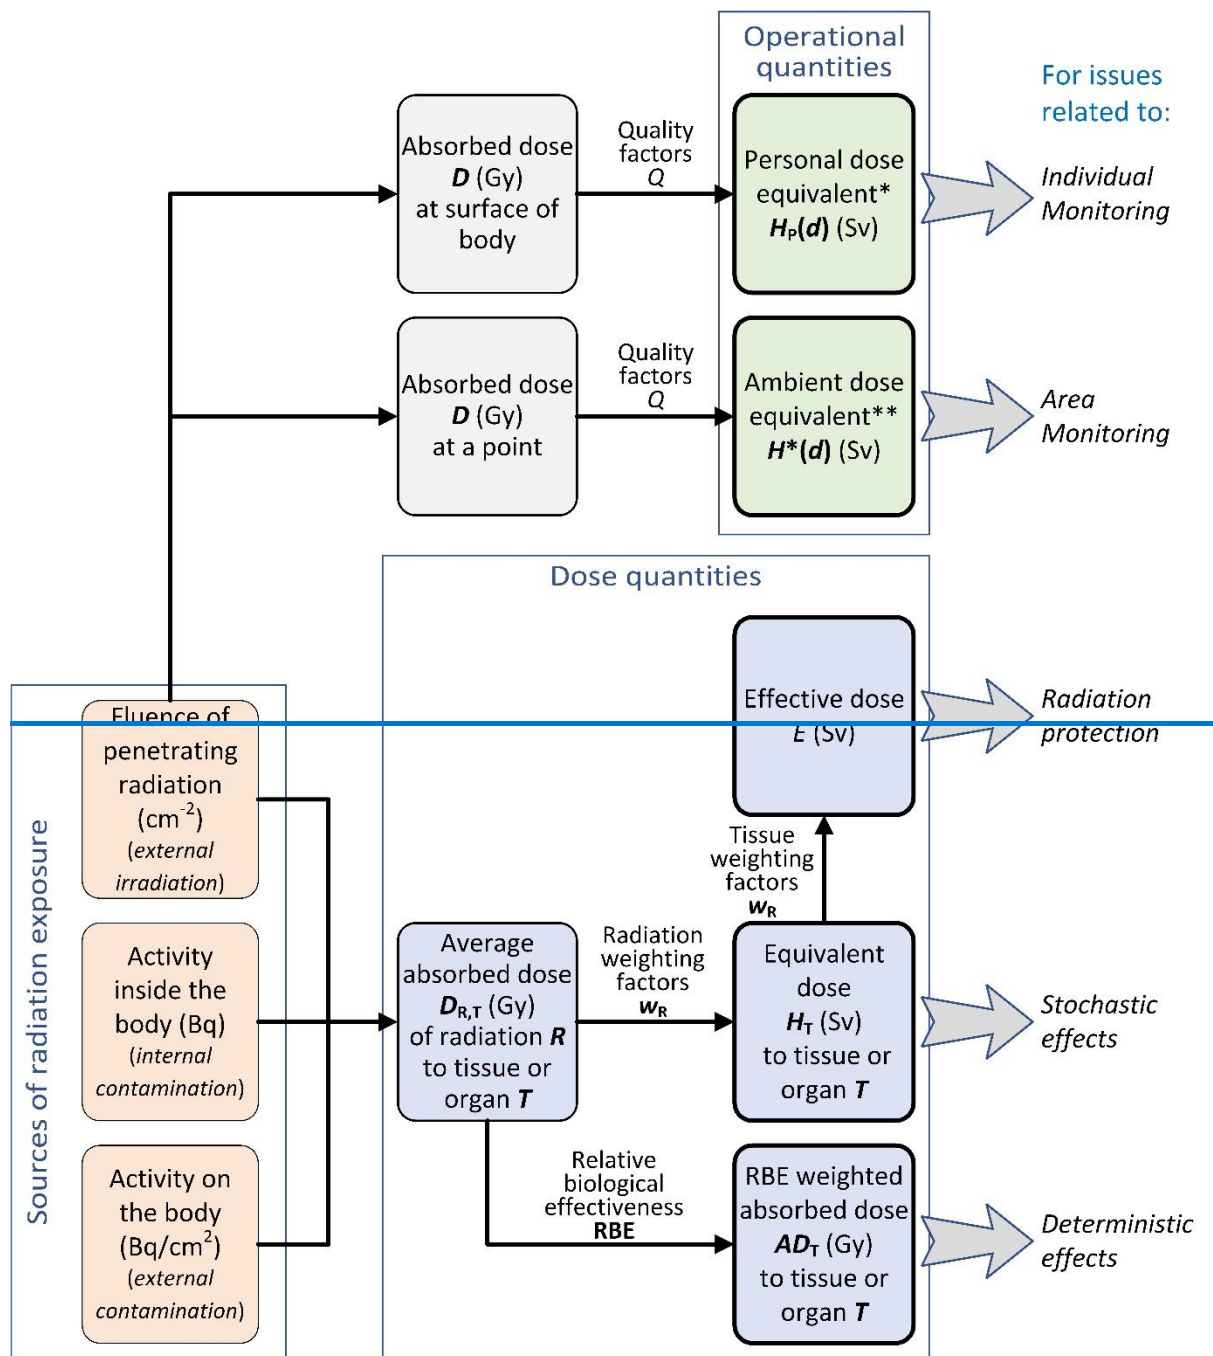 Operational
quantities
For issues
related to:
Absorbed dose
D (Gy)
at surface of
body
Quality
factors
Q
Personal dose
equivalent*
HP(d) (Sv)
Individual
Monitoring
Absorbed dose
D (Gy)
at a point
Quality
factors
Q
Ambient dose
equivalent**
H*(d) (Sv)
Area
Monitoring
Dose quantities
Effective dose
E (Sv)
Radiation
protection
Tissue
weighting
factors
wR
Sources of radiation exposure
Fluence of
penetrating
radiation
(cm-2)
(external
irradiation)
Activity
inside the
body (Bq)
(internal
contamination)
Activity on
the body
(Bq/cm2)
(external
contamination)
Average
absorbed dose
DR,T (Gy)
of radiation R
to tissue or
organ T
Radiation
weighting
factors
wR
Equivalent
dose
HT (Sv)
to tissue or
organ T
Stochastic
effects
Relative
biological
effectiveness
RBE
RBE weighted
absorbed dose
ADT (Gy)
to tissue or
organ T
Deterministic
effects